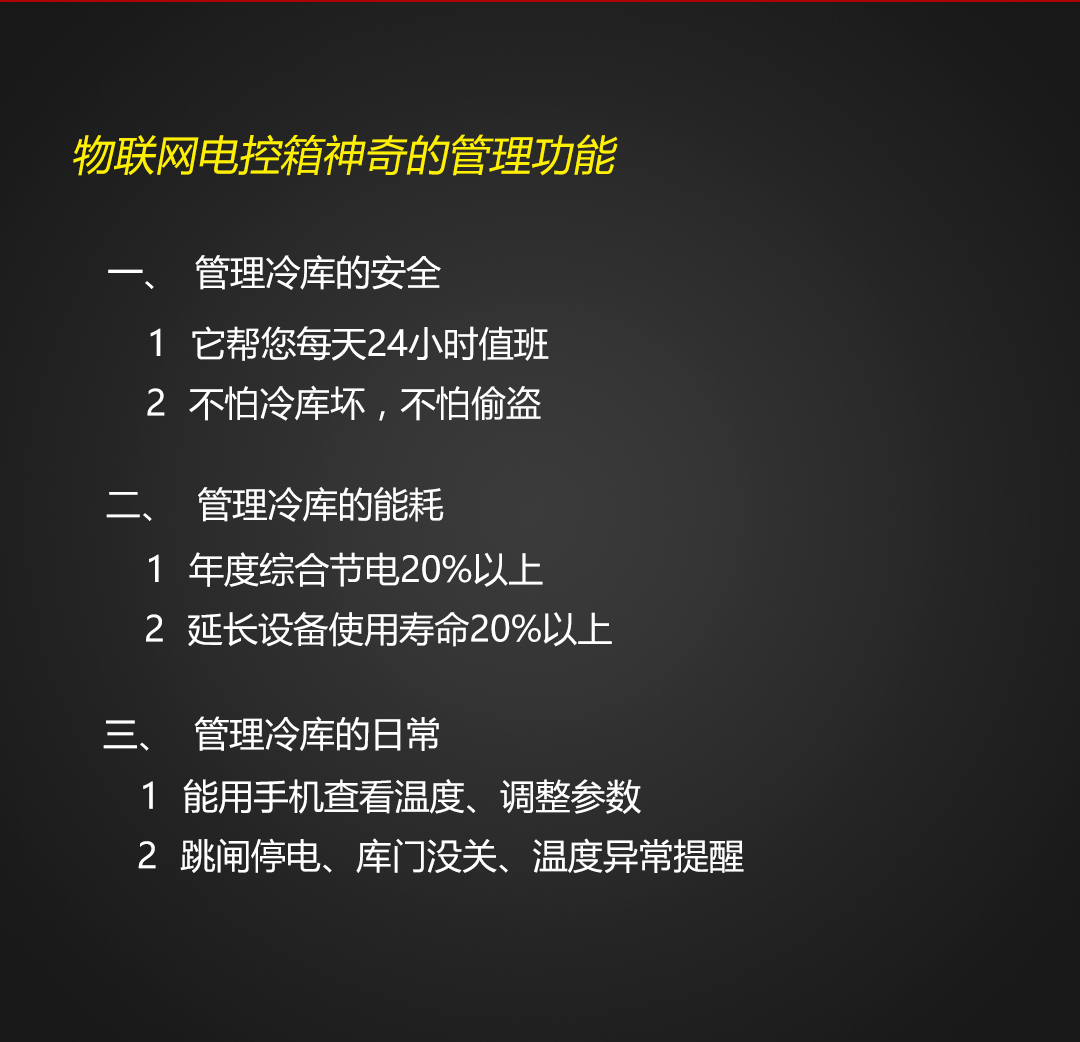 物联网电控箱神奇的管理功能
一、 管理冷库的安全
1 它帮您每天24小时值班
2 不怕冷库坏，不怕偷盗
二、 管理冷库的能耗
1 年度综合节电20%以上
2 延长设备使用寿命20%以上
三、 管理冷库的日常
1 能用手机查看温度、调整参数
2 跳闸停电、库门没关、温度异常提醒